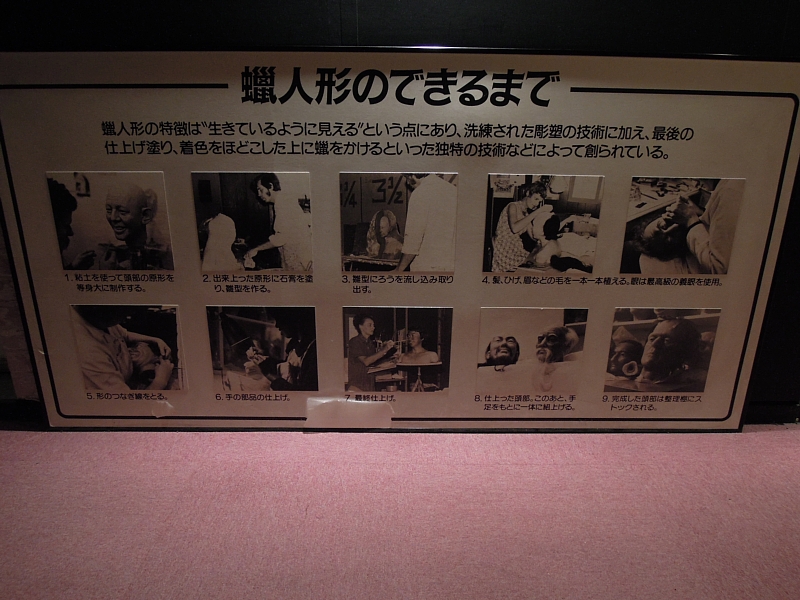 蠟人形のできるまで
蠟人形の特徴は“生きているように見える”という点にあり、洗練された彫塑の技術に加え、最後の
仕上げ塗り、着色をほどこした上に蠟をかけるといった独特の技術などによって創られている。
1. 粘土を使って頭部の原形を
等身大に制作する。
2. 出来上った原形に石膏を塗
り、雛型を作る。
3. 雛型にろうを流し込み取り
出す。
4. 髪、ひげ、眉などの毛を一本一本植える。眼は最高級の義眼を使用。
5. 形のつなぎ線をとる。
6. 手の部品の仕上げ。
7. 最終仕上げ。
8. 仕上った頭部。このあと、手
足をもとに一体に組上げる。
9. 完成した頭部は整理棚にス
トックされる。
3/4
3½